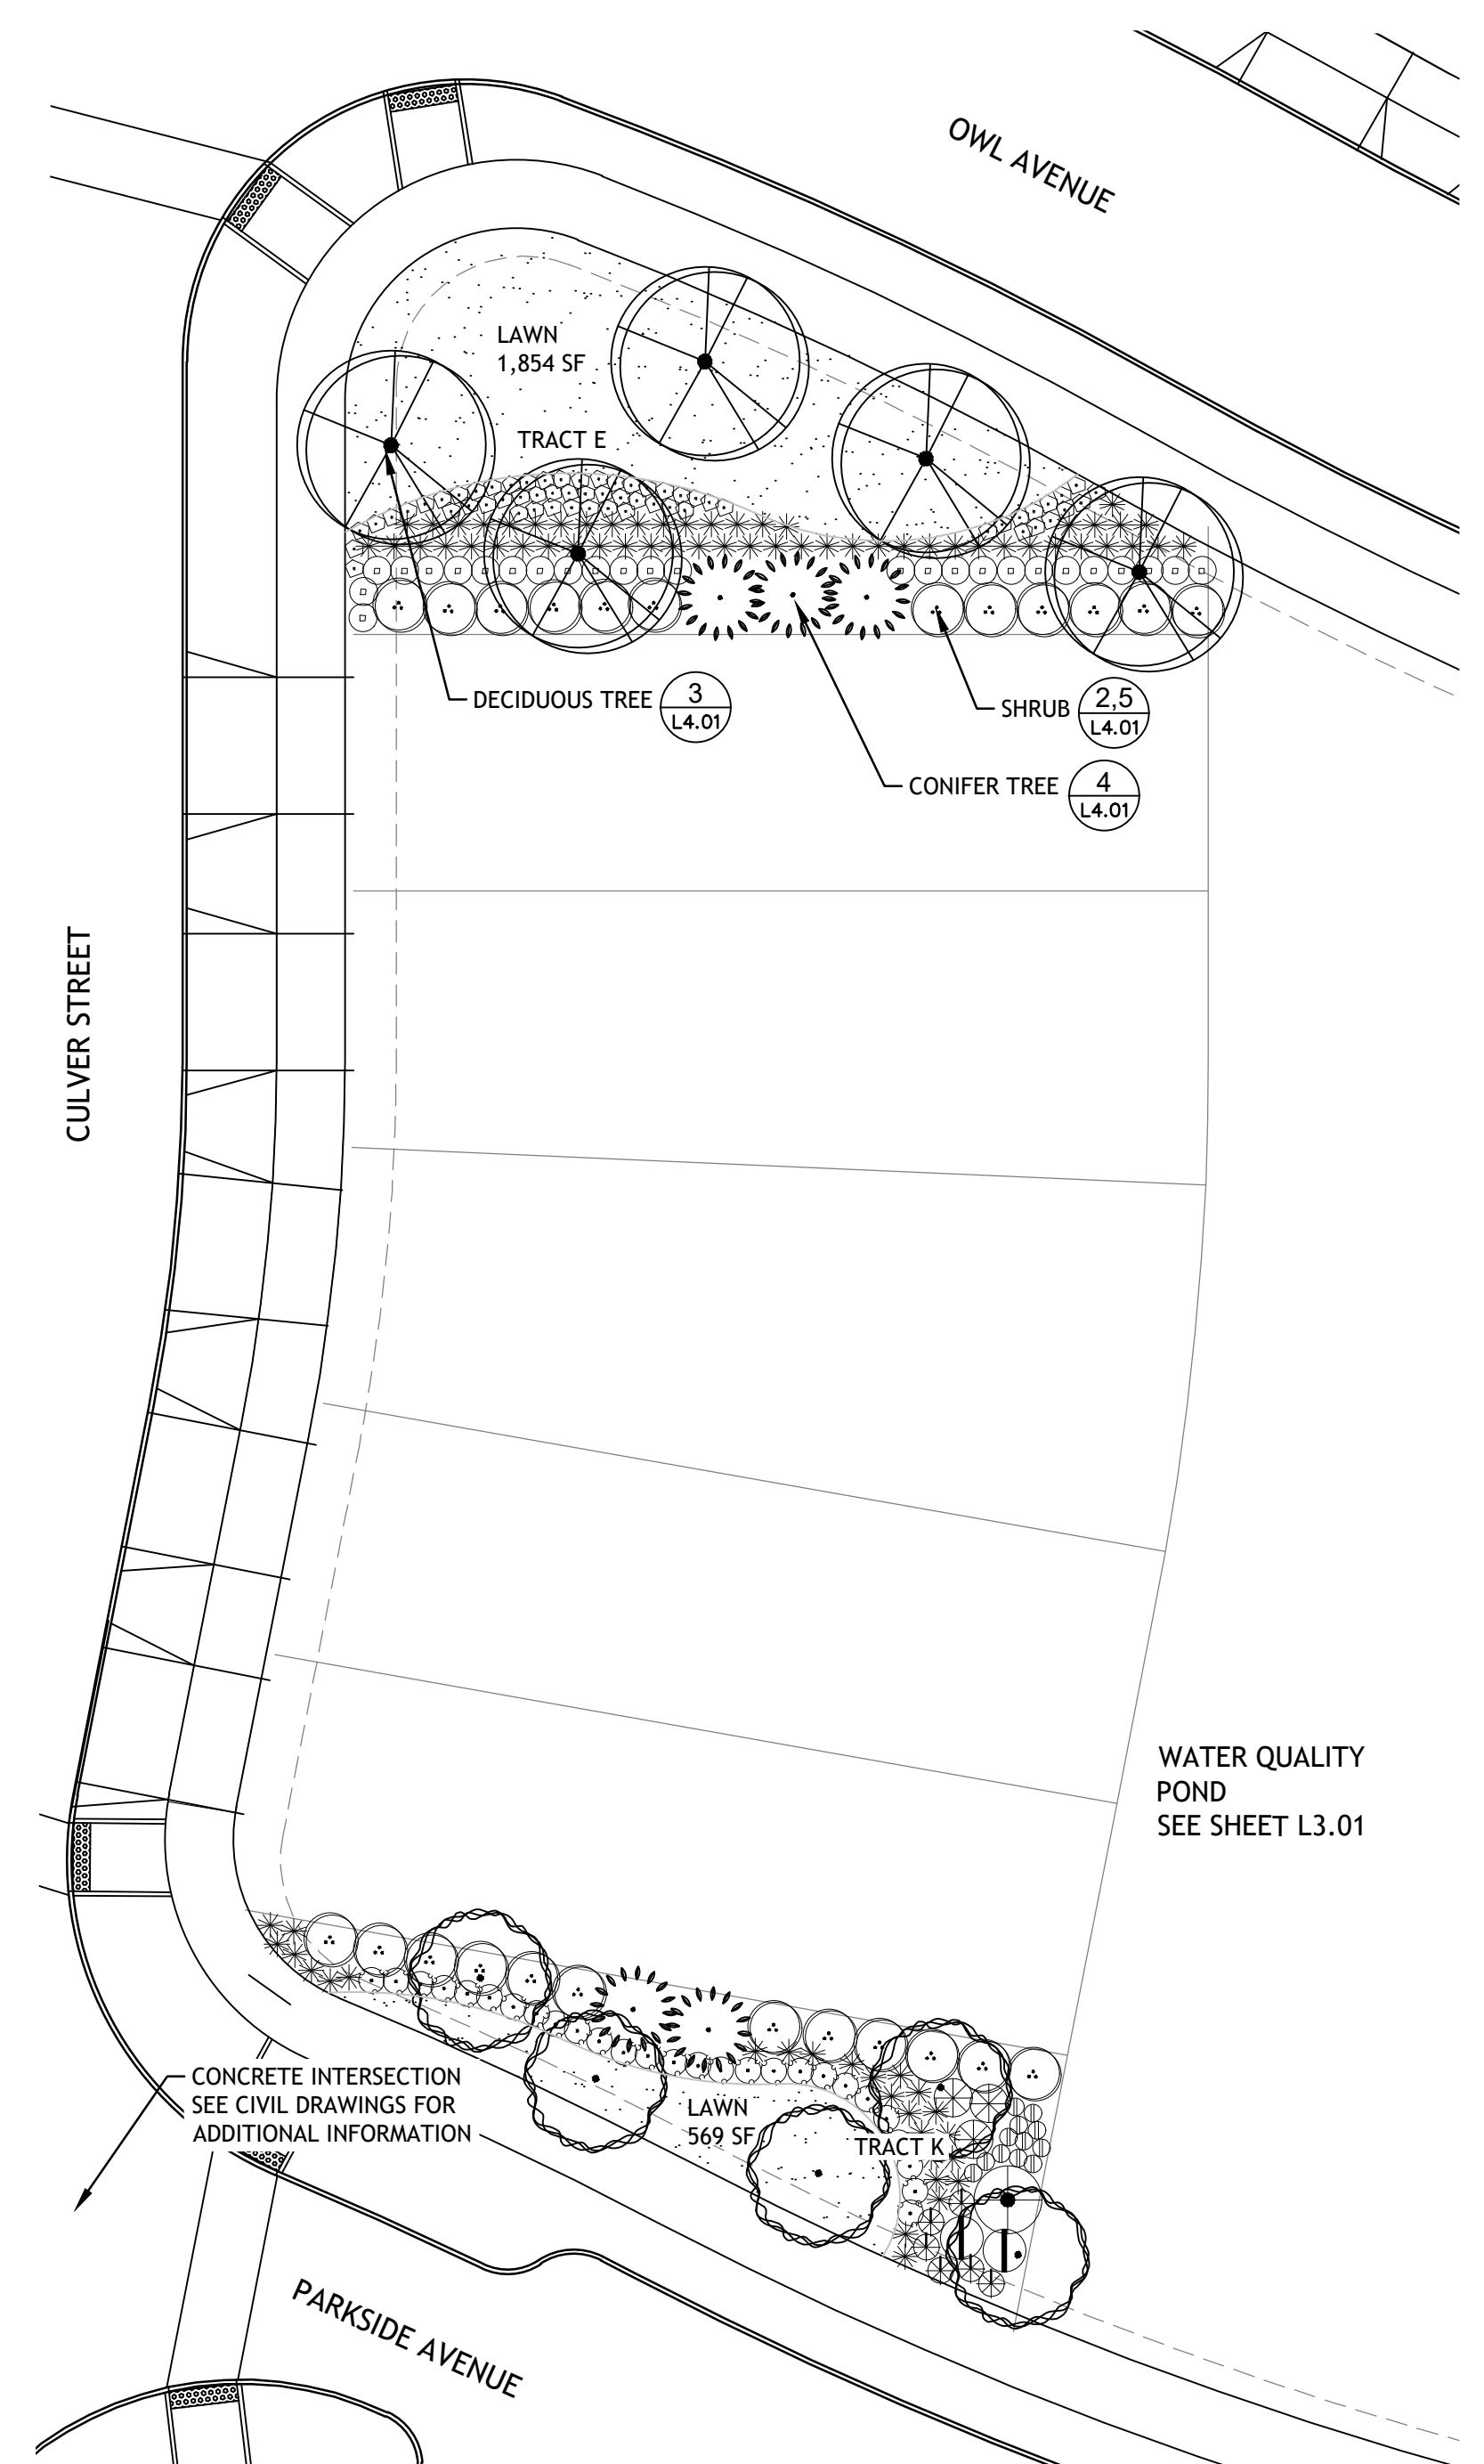 OWL AVENUE
LAWN
1,854 SF
TRACT E
DECIDUOUS TREE
3
L4.01
SHRUB
2,5
L4.01
CONIFER TREE
4
L4.01
CULVER STREET
WATER QUALITY
POND
SEE SHEET L3.01
CONCRETE INTERSECTION
SEE CIVIL DRAWINGS FOR
ADDITIONAL INFORMATION
LAWN
569 SF
TRACT K
PARKSIDE AVENUE